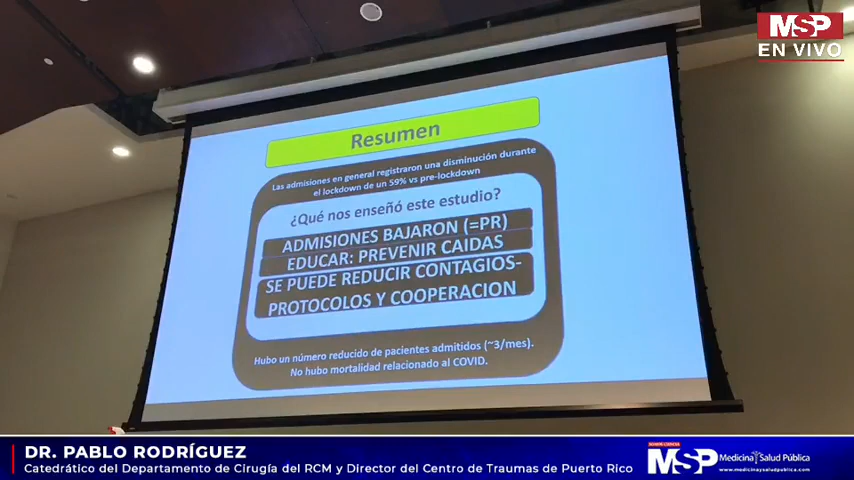 MSP
EN VIVO
Resumen
Las admisiones en general registraron una disminución durante
el lockdown de un 59% vs pre-lockdown
¿Qué nos enseñó este estudio?
ADMISIONES BAJARON (=PR)
EDUCAR: PREVENIR CAIDAS
SE PUEDE REDUCIR CONTAGIOS-
PROTOCOLOS Y COOPERACION
Hubo un número reducido de pacientes admitidos (~3/mes).
No hubo mortalidad relacionado al COVID.
DR. PABLO RODRÍGUEZ
Catedrático del Departamento de Cirugía del RCM y Director del Centro de Traumas de Puerto Rico
MSP Medicina y Salud Pública
www.medicinaysaludpublica.com